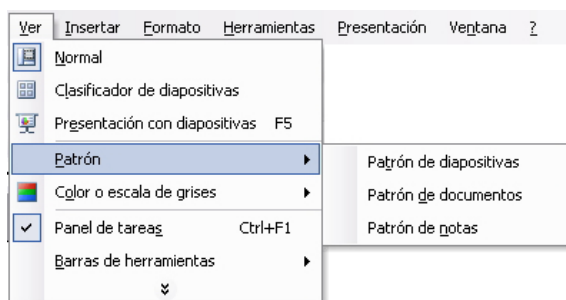 Ver Insertar Formato Herramientas Presentación Ventana ?
Normal
Clasificador de diapositivas
Presentación con diapositivas F5
Patrón
Color o escala de grises
Panel de tareas Ctrl+F1
Barras de herramientas
Patrón de diapositivas
Patrón de documentos
Patrón de notas